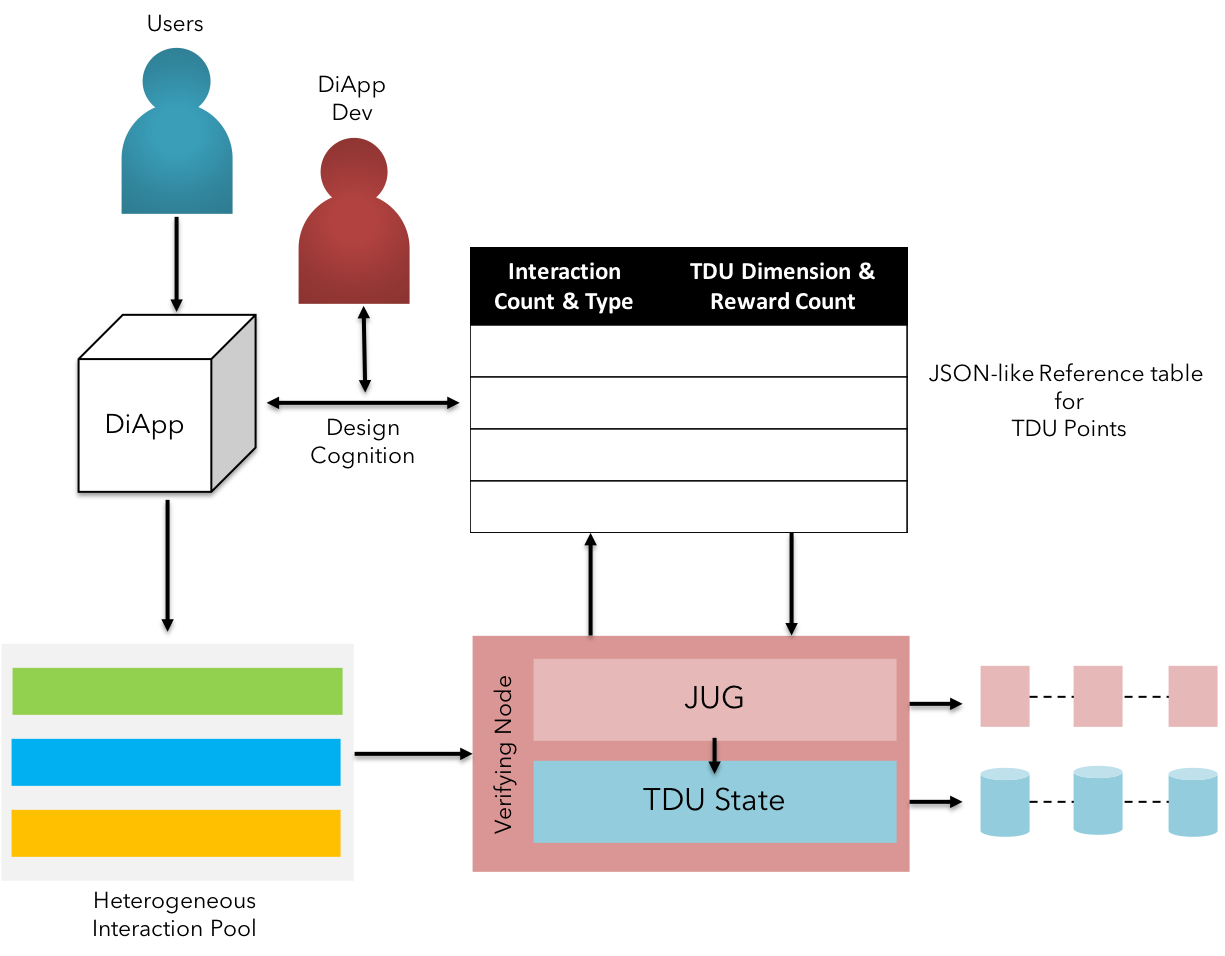 Users
DiApp
Dev
Interaction
Count & Type
TDU Dimension &
Reward Count
JSON-like Reference table
for
TDU Points
DiApp
Design
Cognition
Verifying Node
JUG
TDU State
Heterogeneous
Interaction Pool